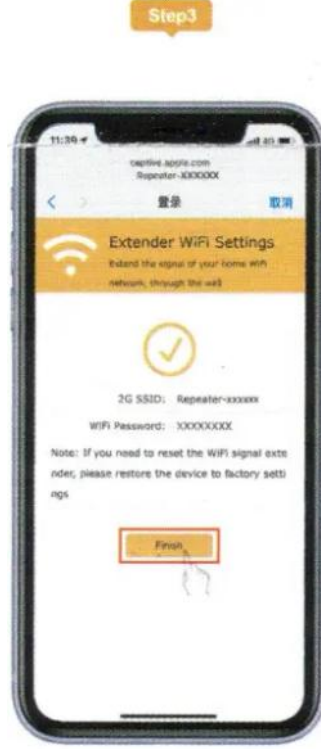 Step3
11:39
4G
captive.apple.com
Repeater-XXXXXX
登录
取消
Extender WiFi Settings
Extend the signal of your home WiFi
network, through the wall
2G SSID: Repeater-xxxxxx
WiFi Password: XXXXXXXX
Note: If you need to reset the WiFi signal exte
nder, please restore the device to factory setti
ngs
Finish